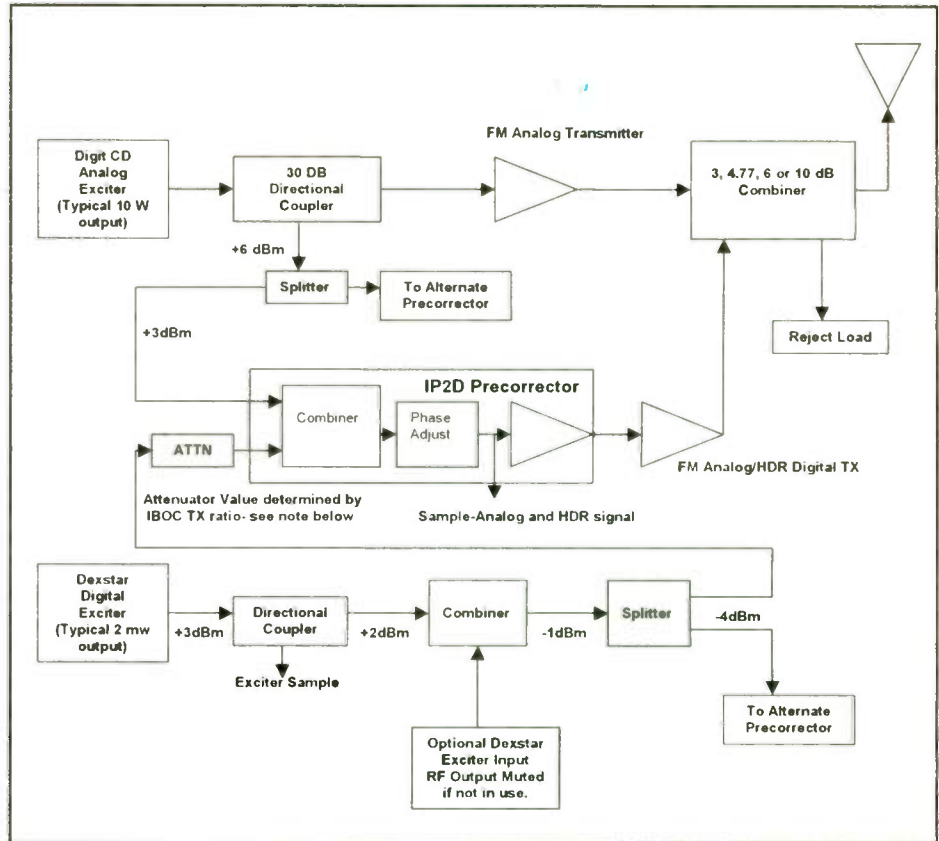 FM Analog Transmitter
Digit CD
Analog
Exciter
(Typical 10 W
output)
30 DB
Directional
Coupler
3, 4.77, 6 or 10 dB
Combiner
+6 dBm
Splitter
To Alternate
Precorrector
+3dBm
Reject Load
IP2D Precorrector
Combiner
Phase
Adjust
ATTN
FM Analog/HDR Digital TX
Attenuator Value determined by
IBOC TX ratio- see note below
Sample-Analog and HDR signal
Dexstar
Digital
Exciter
(Typical 2 mw
output)
+3dBm
Directional
Coupler
+2dBm
Combiner
-1dBm
Splitter
-4dBm
Exciter Sample
To Alternate
Precorrector
Optional Dexstar
Exciter Input
RF Output Muted
if not in use.